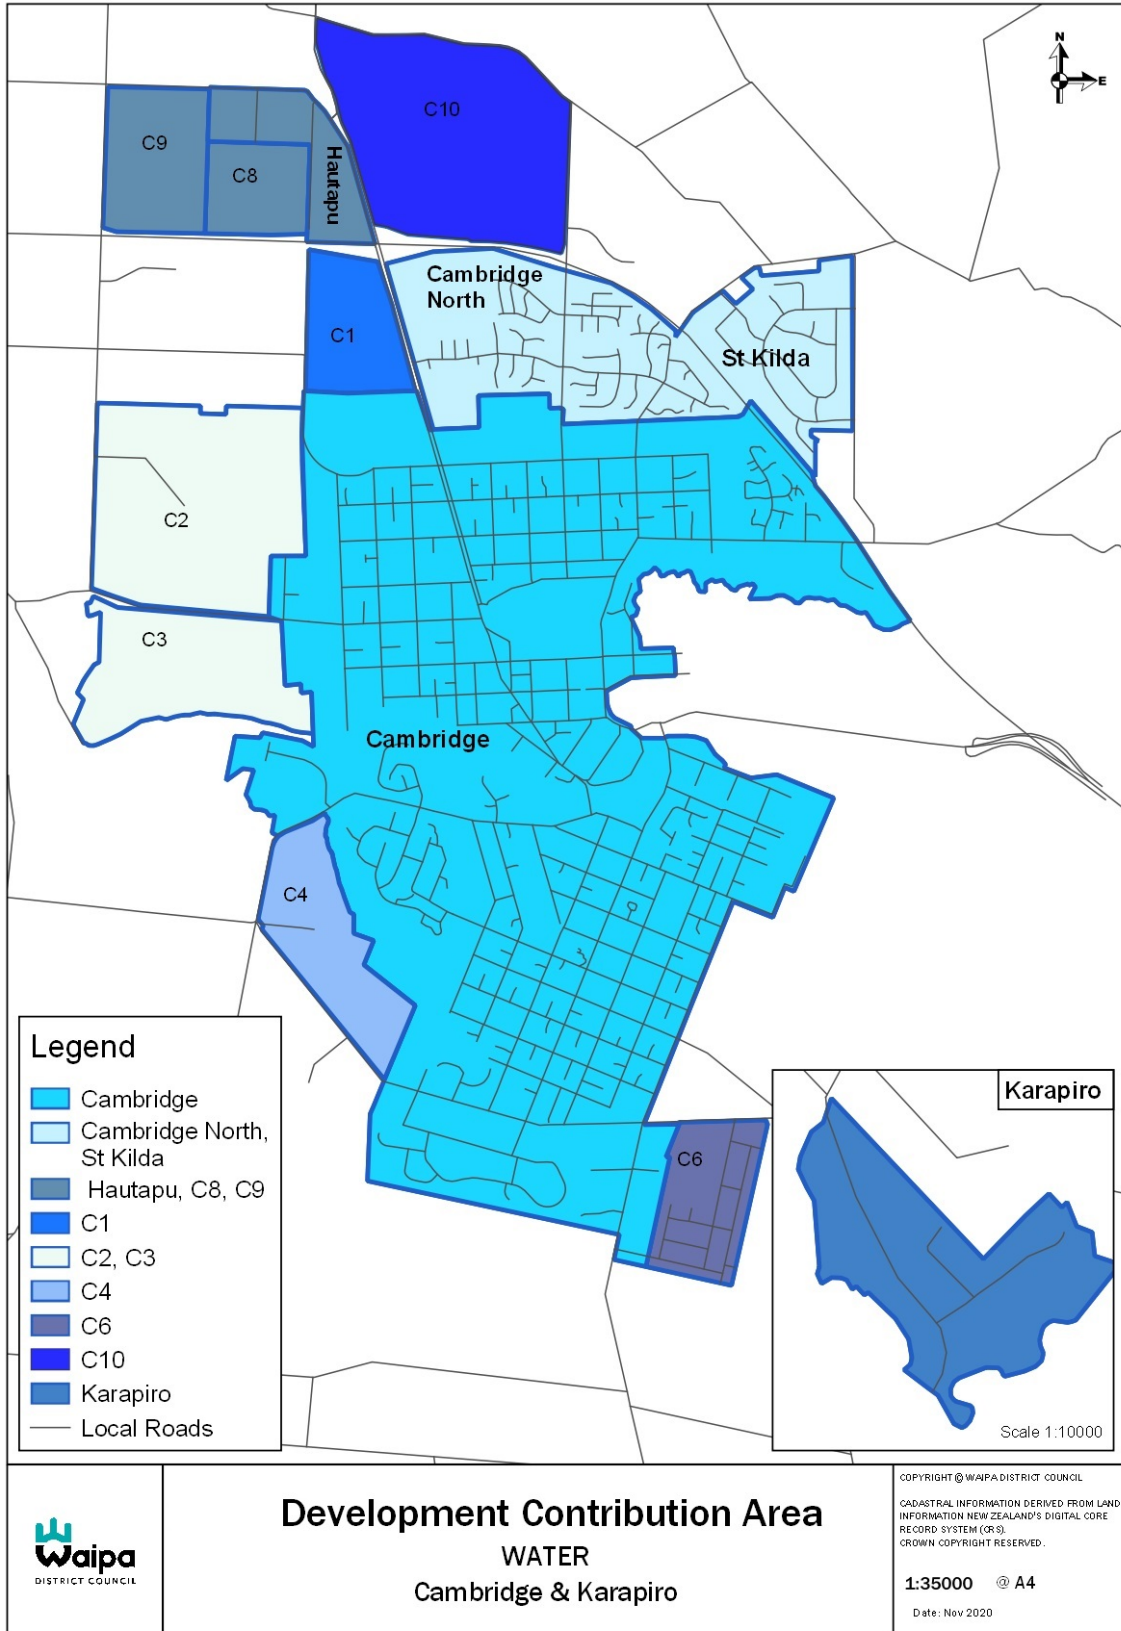 N
E
C10
C9
C8
Hautapu
Cambridge
North
C1
St Kilda
C2
C3
Cambridge
C4
C6
Legend
Cambridge
Cambridge North,
St Kilda
Hautapu, C8, C9
C1
C2, C3
C4
C6
C10
Karapiro
Local Roads
Karapiro
Scale 1:10000
Waipa
DISTRICT COUNCIL
Development Contribution Area
WATER
Cambridge & Karapiro
COPYRIGHT © WAIPA DISTRICT COUNCIL
CADASTRAL INFORMATION DERIVED FROM LAND
INFORMATION NEW ZEALAND'S DIGITAL CORE
RECORD SYSTEM (CRS).
CROWN COPYRIGHT RESERVED.
1:35000 @ A4
Date: Nov 2020